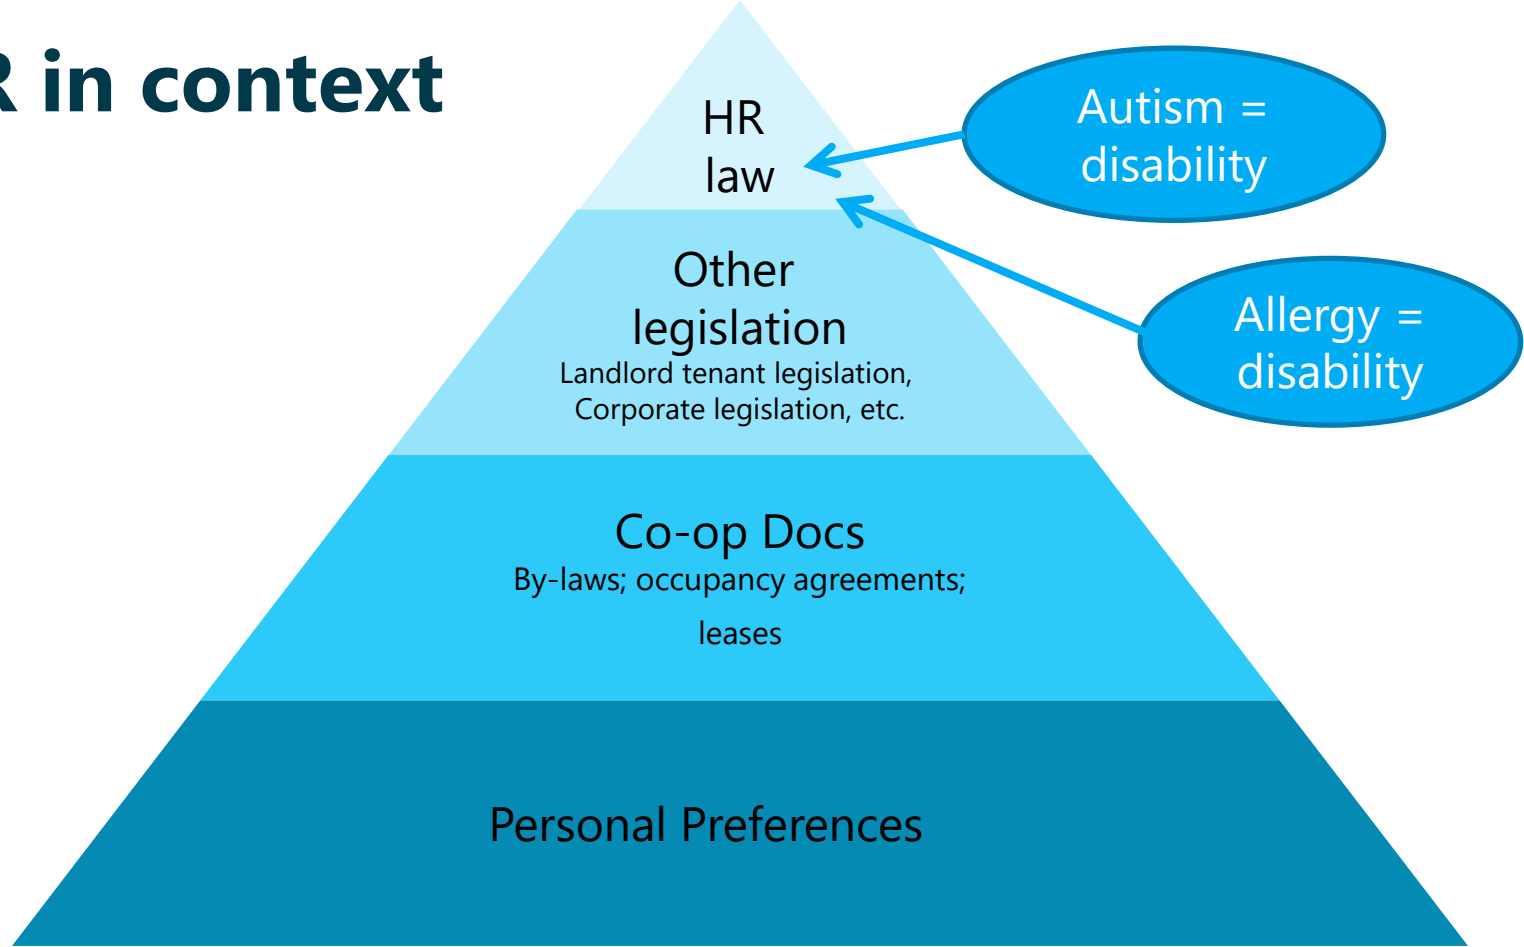 R in context
HR
law
Autism =
disability
Other
legislation
Landlord tenant legislation,
Corporate legislation, etc.
Allergy =
disability
Co-op Docs
By-laws; occupancy agreements;
leases
Personal Preferences